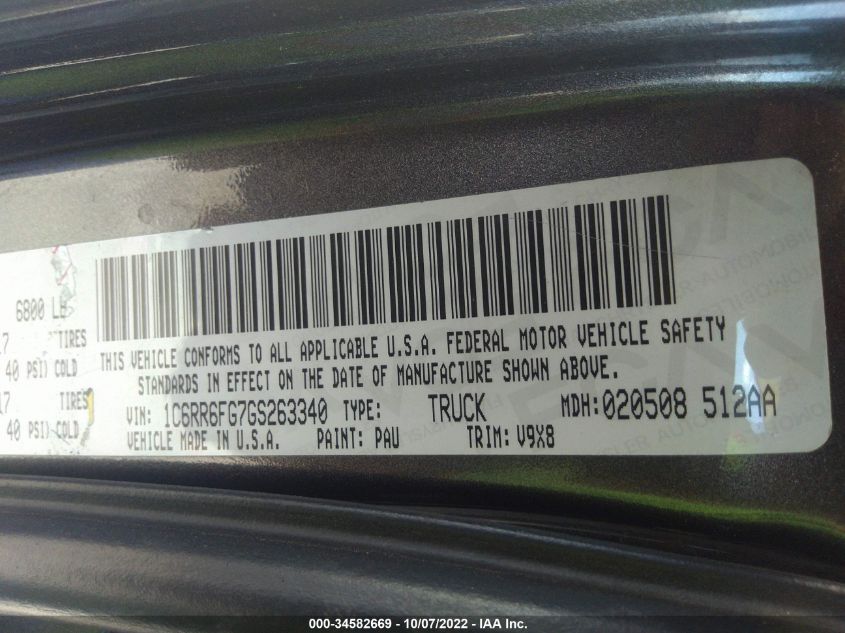 6800 LB
17 TIRES
40 PSI) COLD
17 TIRES
40 PSI) COLD
THIS VEHICLE CONFORMS TO ALL APPLICABLE U.S.A. FEDERAL MOTOR VEHICLE SAFETY
STANDARDS IN EFFECT ON THE DATE OF MANUFACTURE SHOWN ABOVE.
VIN: 1C6RR6FG7GS263340 TYPE: TRUCK MDH: 020508 512AA
VEHICLE MADE IN U.S.A. PAINT: PAU TRIM: V9X8
000-34582669 - 10/07/2022 - IAA Inc.